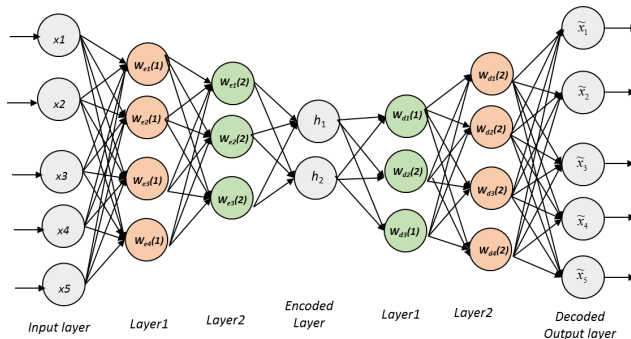 x1
x2
x3
x4
x5
We1(1)
We2(1)
We3(1)
We4(1)
We1(2)
We2(2)
We3(2)
h1
h2
Wd1(1)
Wd2(2)
Wd3(1)
Wd1(2)
Wd2(2)
Wd3(2)
Wd4(2)
x̃1
x̃2
x̃3
x̃4
x̃5
Input layer
Layer1
Layer2
Encoded
Layer
Layer1
Layer2
Decoded
Output layer